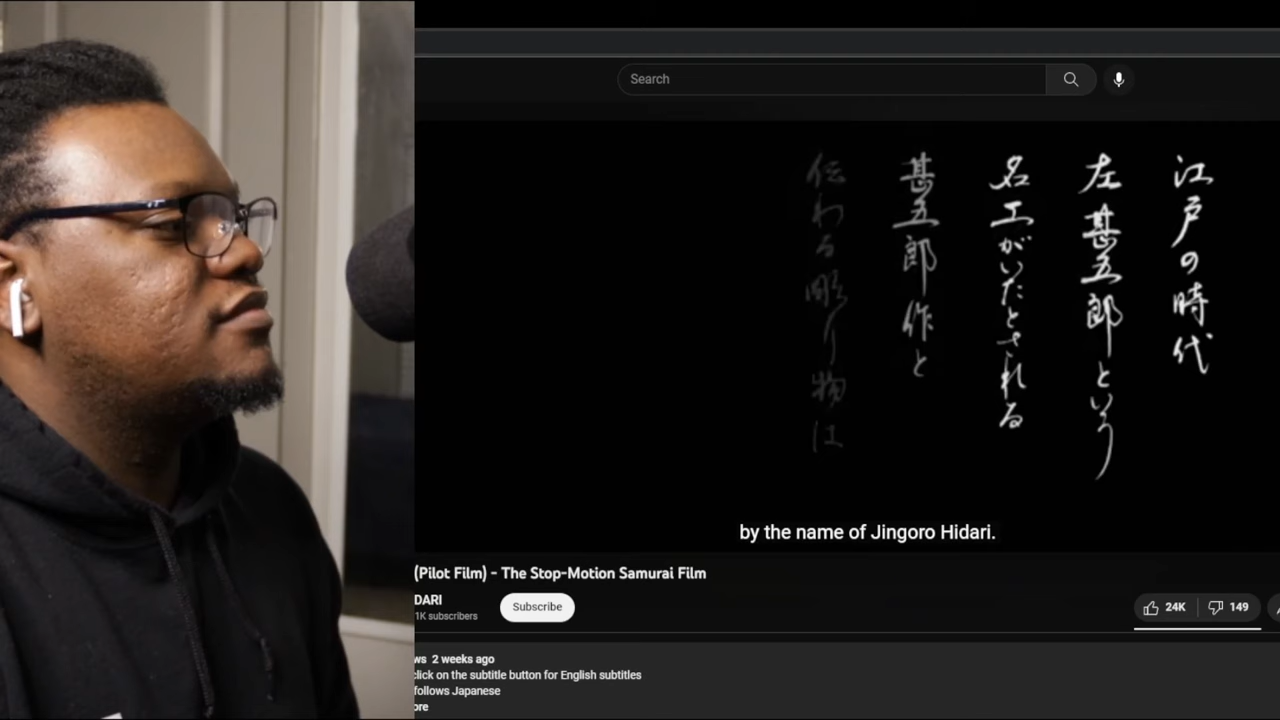 Search
江戸の時代
左甚五郎という
名工がいたとされる
甚五郎作と
伝わる彫り物は
by the name of Jingoro Hidari.
(Pilot Film) - The Stop-Motion Samurai Film
DARI
1K subscribers
Subscribe
24K
149
ws 2 weeks ago
click on the subtitle button for English subtitles
follows Japanese
ore